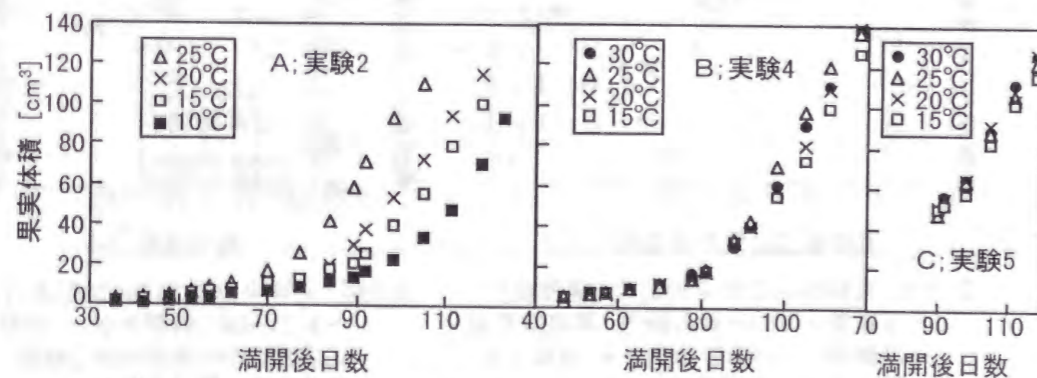 140
120
100
80
60
40
20
0
果実体積 [cm³]
△ 25℃
× 20℃
□ 15℃
■ 10℃
A;実験2
● 30℃
△ 25℃
× 20℃
□ 15℃
B;実験4
● 30℃
△ 25℃
× 20℃
□ 15℃
C;実験5
30 50 70 90 110
40 60 80 100
70 90 110
満開後日数 満開後日数 満開後日数